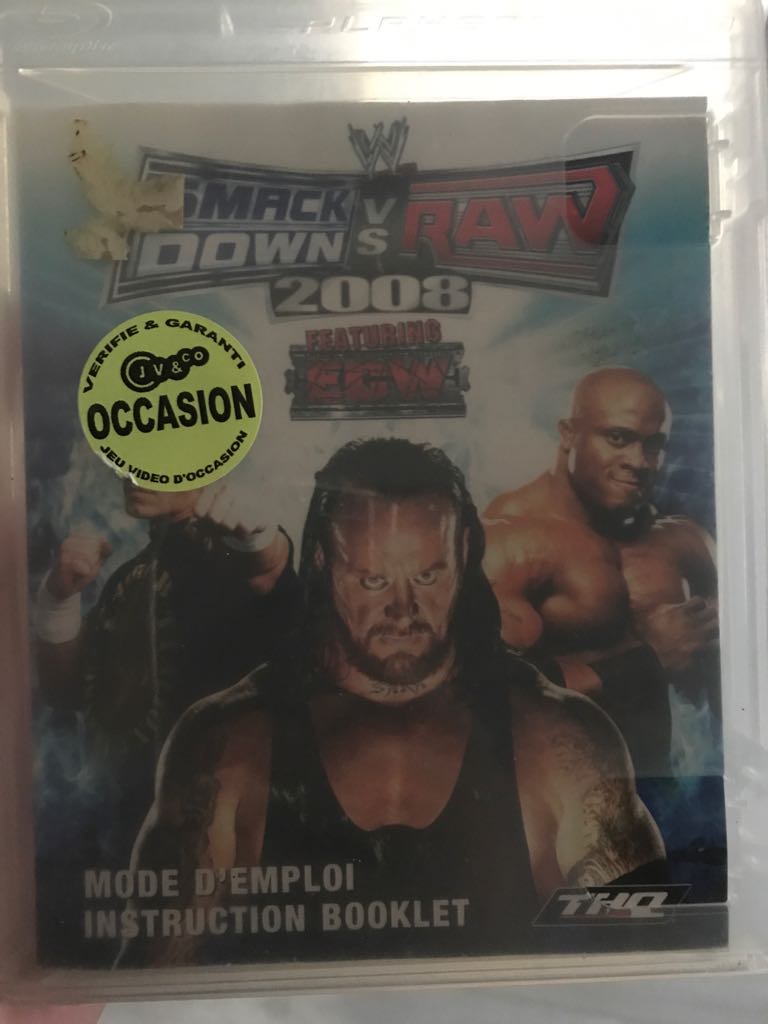 W
SMACK
DOWN
VS
RAW
2008
FEATURING
ECW
VERIFIE & GARANTI
JV & CO
OCCASION
JEU VIDEO D'OCCASION
MODE D'EMPLOI
INSTRUCTION BOOKLET
THQ